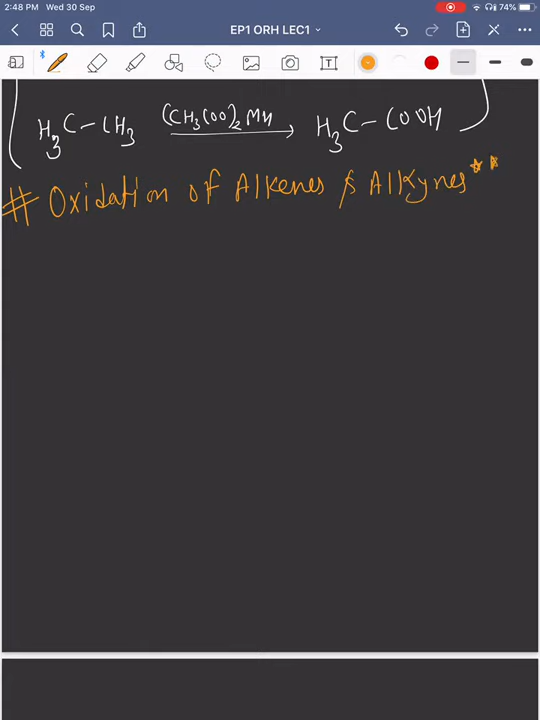 2:48 PM Wed 30 Sep 74%
EP1 ORH LEC1
T
H3C-CH3 (CH3COO)2Mn H3C-COOH
# Oxidation of Alkenes & Alkynes**